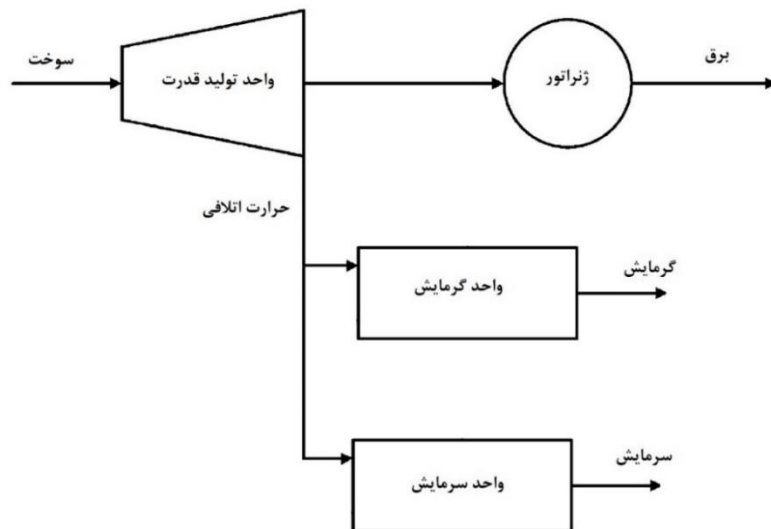 سوخت
واحد تولید قدرت
ژنراتور
برق
حرارت اتلافی
واحد گرمایش
گرمایش
واحد سرمایش
سرمایش